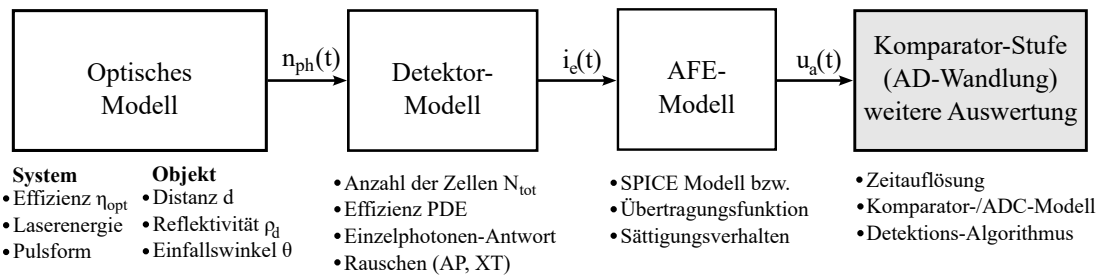 Optisches
Modell
n_ph(t)
Detektor-
Modell
i_e(t)
AFE-
Modell
u_a(t)
Komparator-Stufe
(AD-Wandlung)
weitere Auswertung
System
•Effizienz η_opt
•Laserenergie
•Pulsform
Objekt
•Distanz d
•Reflektivität ρ_d
•Einfallswinkel θ
•Anzahl der Zellen N_tot
•Effizienz PDE
•Einzelphotonen-Antwort
•Rauschen (AP, XT)
•SPICE Modell bzw.
•Übertragungsfunktion
•Sättigungsverhalten
•Zeitauflösung
•Komparator-/ADC-Modell
•Detektions-Algorithmus